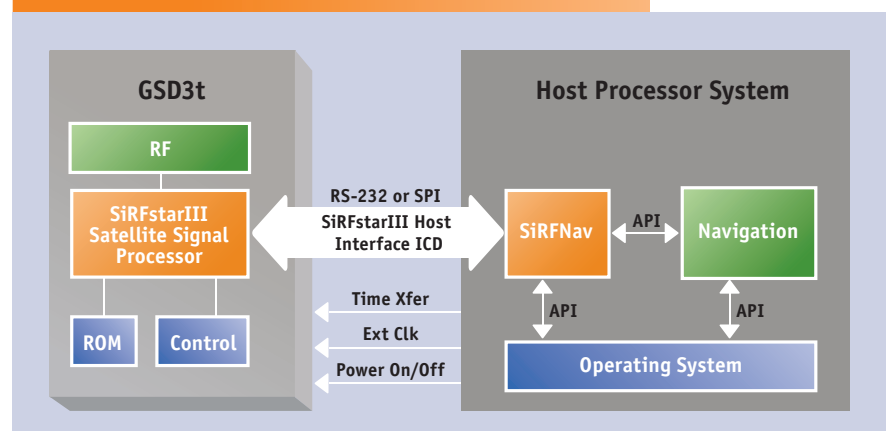 GSD3t
RF
SiRFstarIII
Satellite Signal
Processor
ROM
Control
RS-232 or SPI
SiRFstarIII Host
Interface ICD
Time Xfer
Ext Clk
Power On/Off
Host Processor System
SiRFNav
API
Navigation
API
API
Operating System